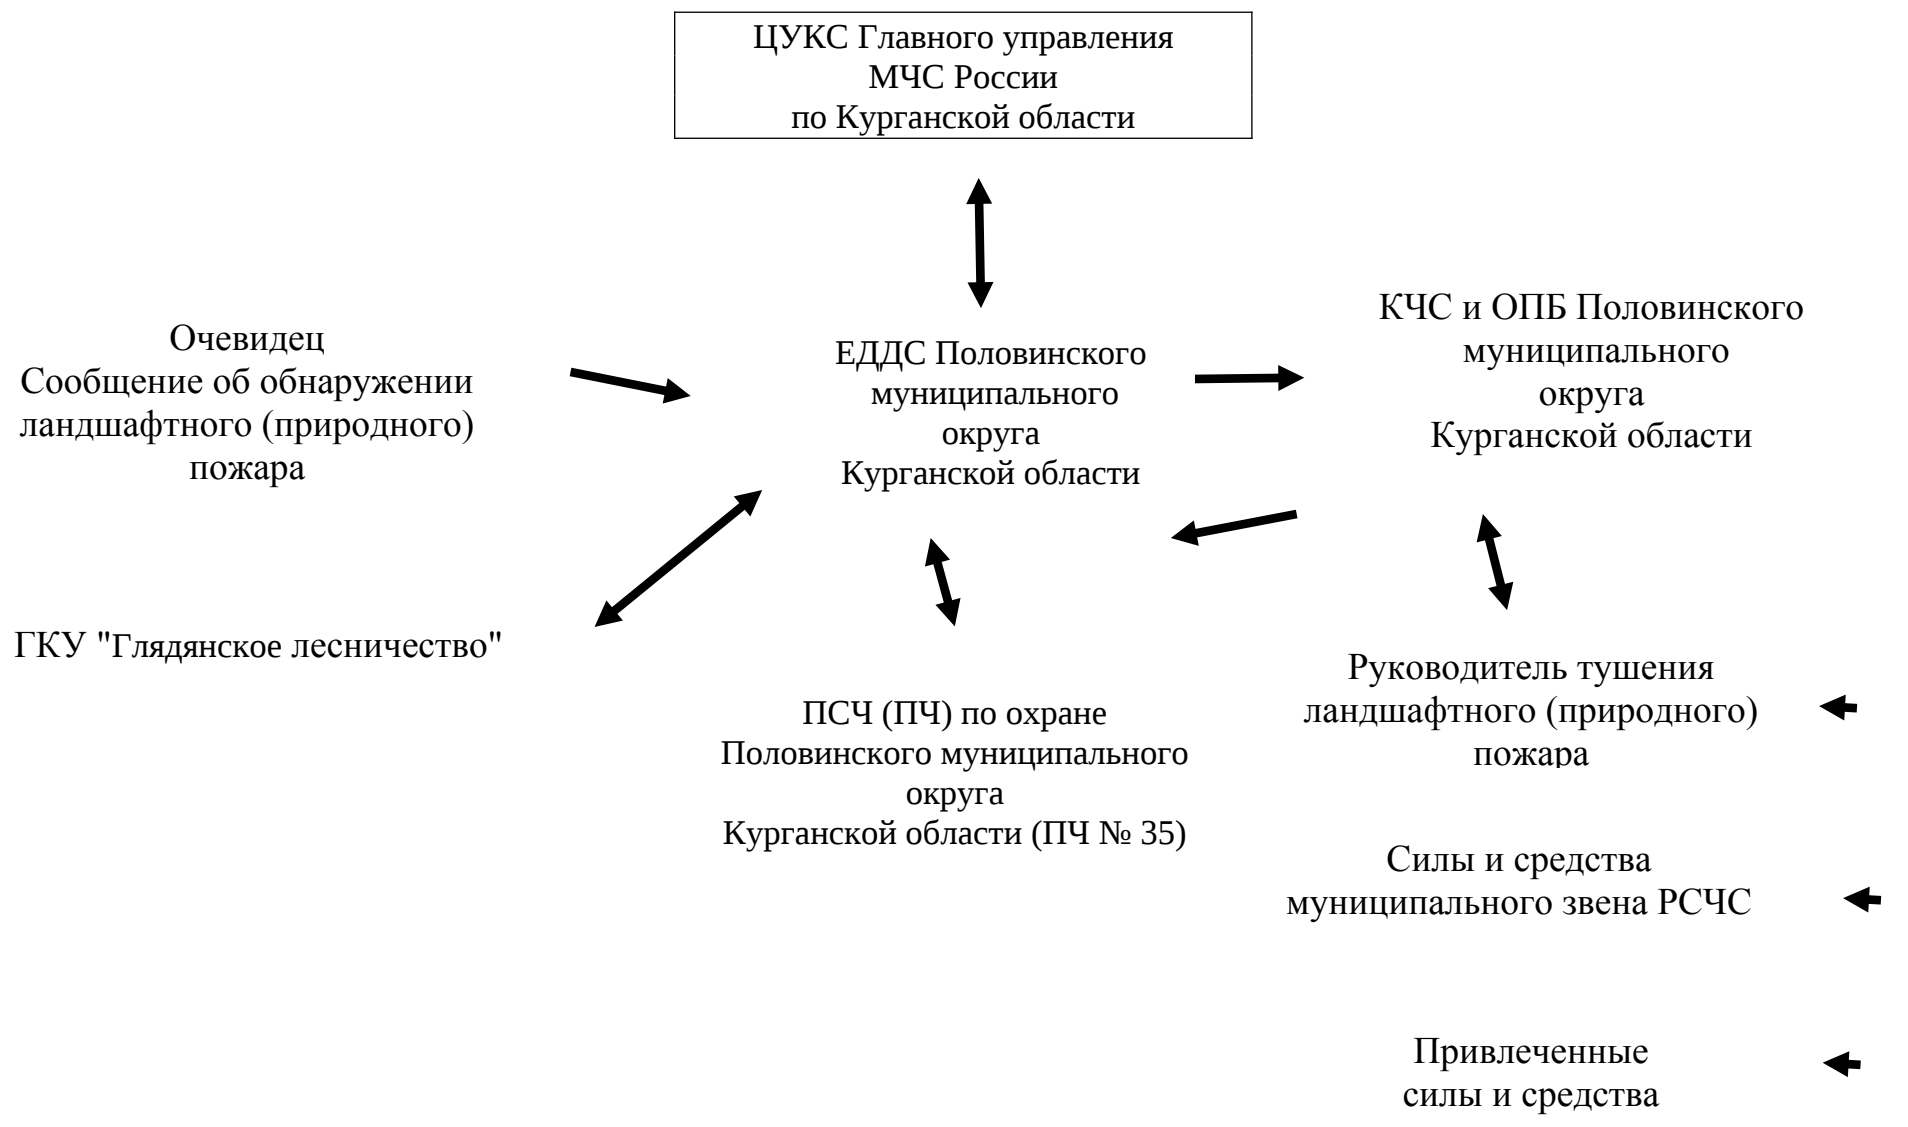 ЦУКС Главного управления
МЧС России
по Курганской области
Очевидец
Сообщение об обнаружении
ландшафтного (природного)
пожара
ЕДДС Половинского
муниципального
округа
Курганской области
КЧС и ОПБ Половинского
муниципального
округа
Курганской области
ГКУ "Глядянское лесничество"
ПСЧ (ПЧ) по охране
Половинского муниципального
округа
Курганской области (ПЧ № 35)
Руководитель тушения
ландшафтного (природного)
пожара
Силы и средства
муниципального звена РСЧС
Привлеченные
силы и средства